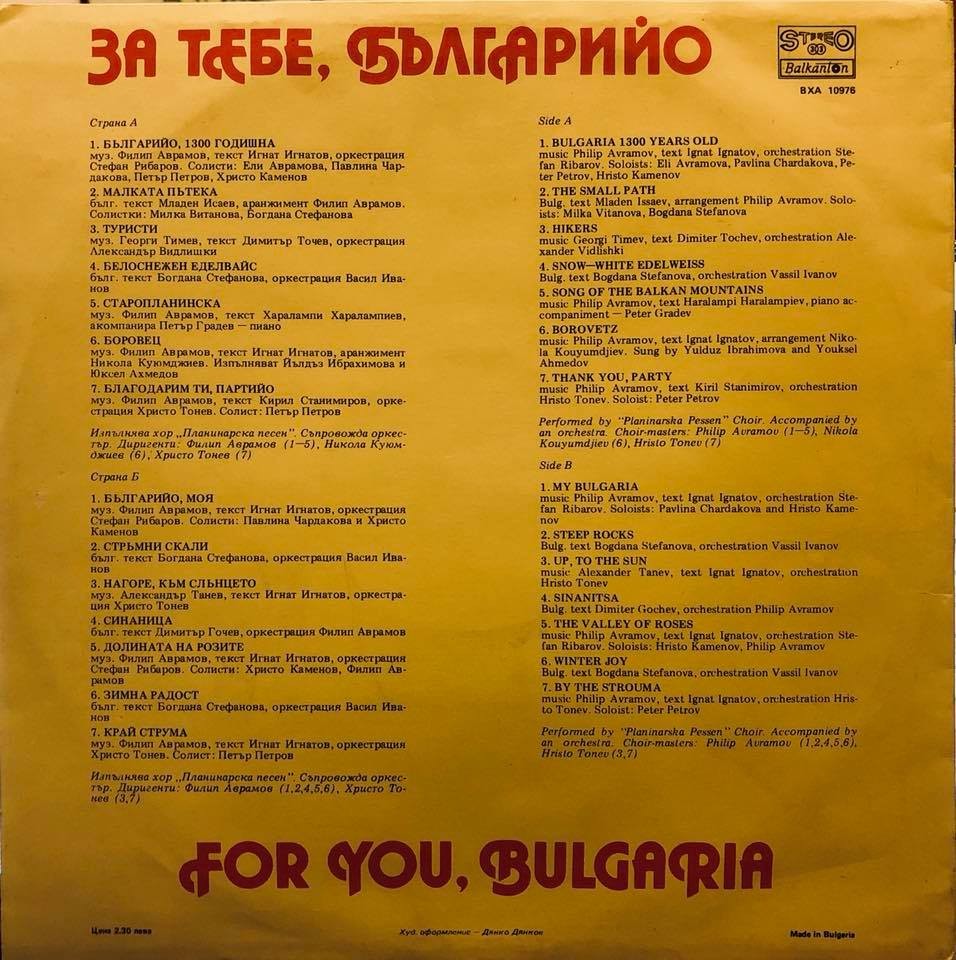 ЗА ТЕБЕ, БЪЛГАРИЙО
STEREO
33
Balkanton
ВХА 10976
Страна А
1. БЪЛГАРИЙО, 1300 ГОДИШНА
муз. Филип Аврамов, текст Игнат Игнатов, оркестрация
Стефан Рибаров. Солисти: Ели Аврамова, Павлина Чар-
дакова, Петър Петров, Христо Каменов
2. МАЛКАТА ПЪТЕКА
бълг. текст Младен Исаев, аранжимент Филип Аврамов.
Солистки: Милка Витанова, Богдана Стефанова
3. ТУРИСТИ
муз. Георги Тимев, текст Димитър Точев, оркестрация
Александър Видлишки
4. БЕЛОСНЕЖЕН ЕДЕЛВАЙС
бълг. текст Богдана Стефанова, оркестрация Васил Ива-
нов
5. СТАРОПЛАНИНСКА
муз. Филип Аврамов, текст Харалампи Харалампиев,
акомпанира Петър Градев — пиано
6. БОРОВЕЦ
муз. Филип Аврамов, текст Игнат Игнатов, аранжимент
Никола Куюмджиев. Изпълняват Йълдъз Ибрахимова и
Юксел Ахмедов
7. БЛАГОДАРИМ ТИ, ПАРТИЙО
муз. Филип Аврамов, текст Кирил Станимиров, орке-
страция Христо Тонев. Солист: Петър Петров
Изпълнява хор „Планинарска песен". Съпровожда оркес-
тър. Диригенти: Филип Аврамов (1—5), Никола Куюм-
джиев (6), Христо Тонев (7)
Страна Б
1. БЪЛГАРИЙО, МОЯ
муз. Филип Аврамов, текст Игнат Игнатов, оркестрация
Стефан Рибаров. Солисти: Павлина Чардакова и Христо
Каменов
2. СТРЪМНИ СКАЛИ
бълг. текст Богдана Стефанова, оркестрация Васил Ива-
нов
3. НАГОРЕ, КЪМ СЛЪНЦЕТО
муз. Александър Танев, текст Игнат Игнатов, оркестра-
ция Христо Тонев
4. СИНАНИЦА
бълг. текст Димитър Гочев, оркестрация Филип Аврамов
5. ДОЛИНАТА НА РОЗИТЕ
муз. Филип Аврамов, текст Игнат Игнатов, оркестрация
Стефан Рибаров. Солисти: Христо Каменов, Филип Ав-
рамов
6. ЗИМНА РАДОСТ
бълг. текст Богдана Стефанова, оркестрация Васил Ива-
нов
7. КРАЙ СТРУМА
муз. Филип Аврамов, текст Игнат Игнатов, оркестрация
Христо Тонев. Солист: Петър Петров
Изпълнява хор „Планинарска песен". Съпровожда оркес-
тър. Диригенти: Филип Аврамов (1,2,4,5,6), Христо То-
нев (3,7)
Side A
1. BULGARIA 1300 YEARS OLD
music Philip Avramov, text Ignat Ignatov, orchestration Ste-
fan Ribarov. Soloists: Eli Avramova, Pavlina Chardakova, Pe-
ter Petrov, Hristo Kamenov
2. THE SMALL PATH
Bulg. text Mladen Issaev, arrangement Philip Avramov. Solo-
ists: Milka Vitanova, Bogdana Stefanova
3. HIKERS
music Georgi Timev, text Dimiter Tochev, orchestration Ale-
xander Vidlishki
4. SNOW—WHITE EDELWEISS
Bulg. text Bogdana Stefanova, orchestration Vassil Ivanov
5. SONG OF THE BALKAN MOUNTAINS
music Philip Avramov, text Haralampi Haralampiev, piano ac-
companiment — Peter Gradev
6. BOROVETZ
music Philip Avramov, text Ignat Ignatov, arrangement Niko-
la Kouyumdjiev. Sung by Yulduz Ibrahimova and Youksel
Ahmedov
7. THANK YOU, PARTY
music Philip Avramov, text Kiril Stanimirov, orchestration
Hristo Tonev. Soloist: Peter Petrov
Performed by "Planinarska Pessen" Choir. Accompanied by
an orchestra. Choir-masters: Philip Avramov (1—5), Nikola
Kouyumdjiev (6), Hristo Tonev (7)
Side B
1. MY BULGARIA
music Philip Avramov, text Ignat Ignatov, orchestration Ste-
fan Ribarov. Soloists: Pavlina Chardakova and Hristo Kame-
nov
2. STEEP ROCKS
Bulg. text Bogdana Stefanova, orchestration Vassil Ivanov
3. UP, TO THE SUN
music Alexander Tanev, text Ignat Ignatov, orchestration
Hristo Tonev
4. SINANITSA
Bulg. text Dimiter Gochev, orchestration Philip Avramov
5. THE VALLEY OF ROSES
music Philip Avramov, text Ignat Ignatov, orchestration Ste-
fan Ribarov. Soloists: Hristo Kamenov, Philip Avramov
6. WINTER JOY
Bulg. text Bogdana Stefanova, orchestration Vassil Ivanov
7. BY THE STROUMA
music Philip Avramov, text Ignat Ignatov, orchestration Hris-
to Tonev. Soloist: Peter Petrov
Performed by "Planinarska Pessen" Choir. Accompanied by
an orchestra. Choir-masters: Philip Avramov (1,2,4,5,6),
Hristo Tonev (3,7)
FOR YOU, BULGARIA
Цена 2.30 лева
Худ. оформление — Дянко Дянков
Made in Bulgaria